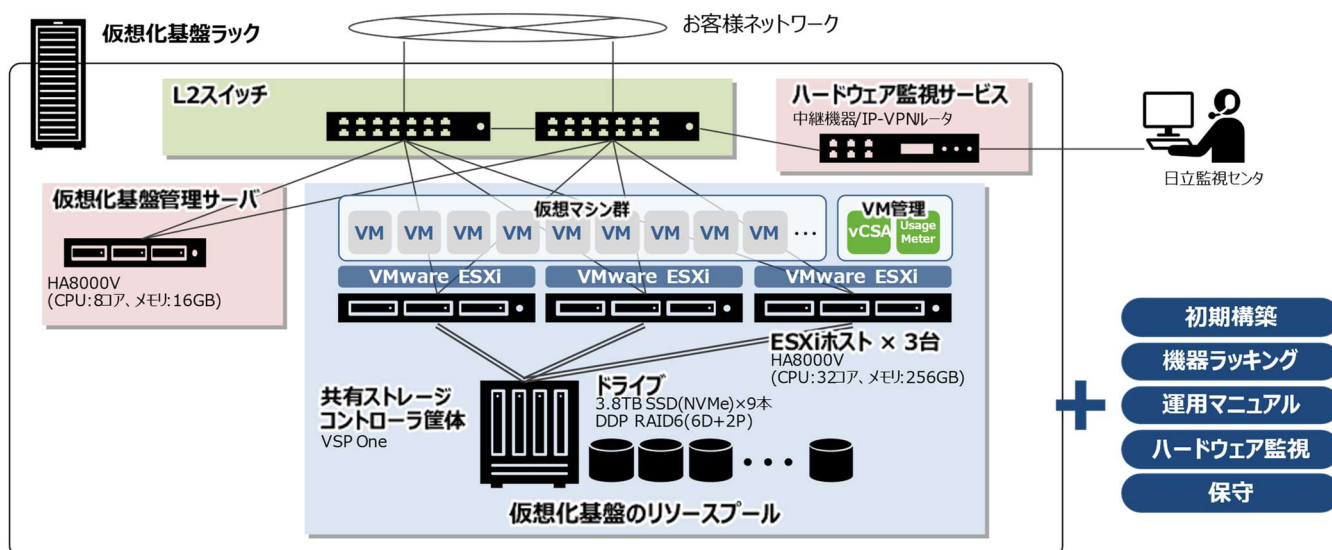 仮想化基盤ラック
お客様ネットワーク
L2スイッチ
ハードウェア監視サービス
中継機器/IP-VPNルータ
日立監視センタ
仮想化基盤管理サーバ
HA8000V
(CPU:8コア、メモリ:16GB)
仮想マシン群
VM VM VM VM VM VM VM VM VM ・・・
VM管理
vCSA
Usage
Meter
VMware ESXi
VMware ESXi
VMware ESXi
ESXiホスト × 3台
HA8000V
(CPU:32コア、メモリ:256GB)
共有ストレージ
コントローラ筐体
VSP One
ドライブ
3.8TB SSD(NVMe)×9本
DDP RAID6(6D+2P)
・・・
仮想化基盤のリソースプール
初期構築
機器ラッキング
運用マニュアル
ハードウェア監視
保守